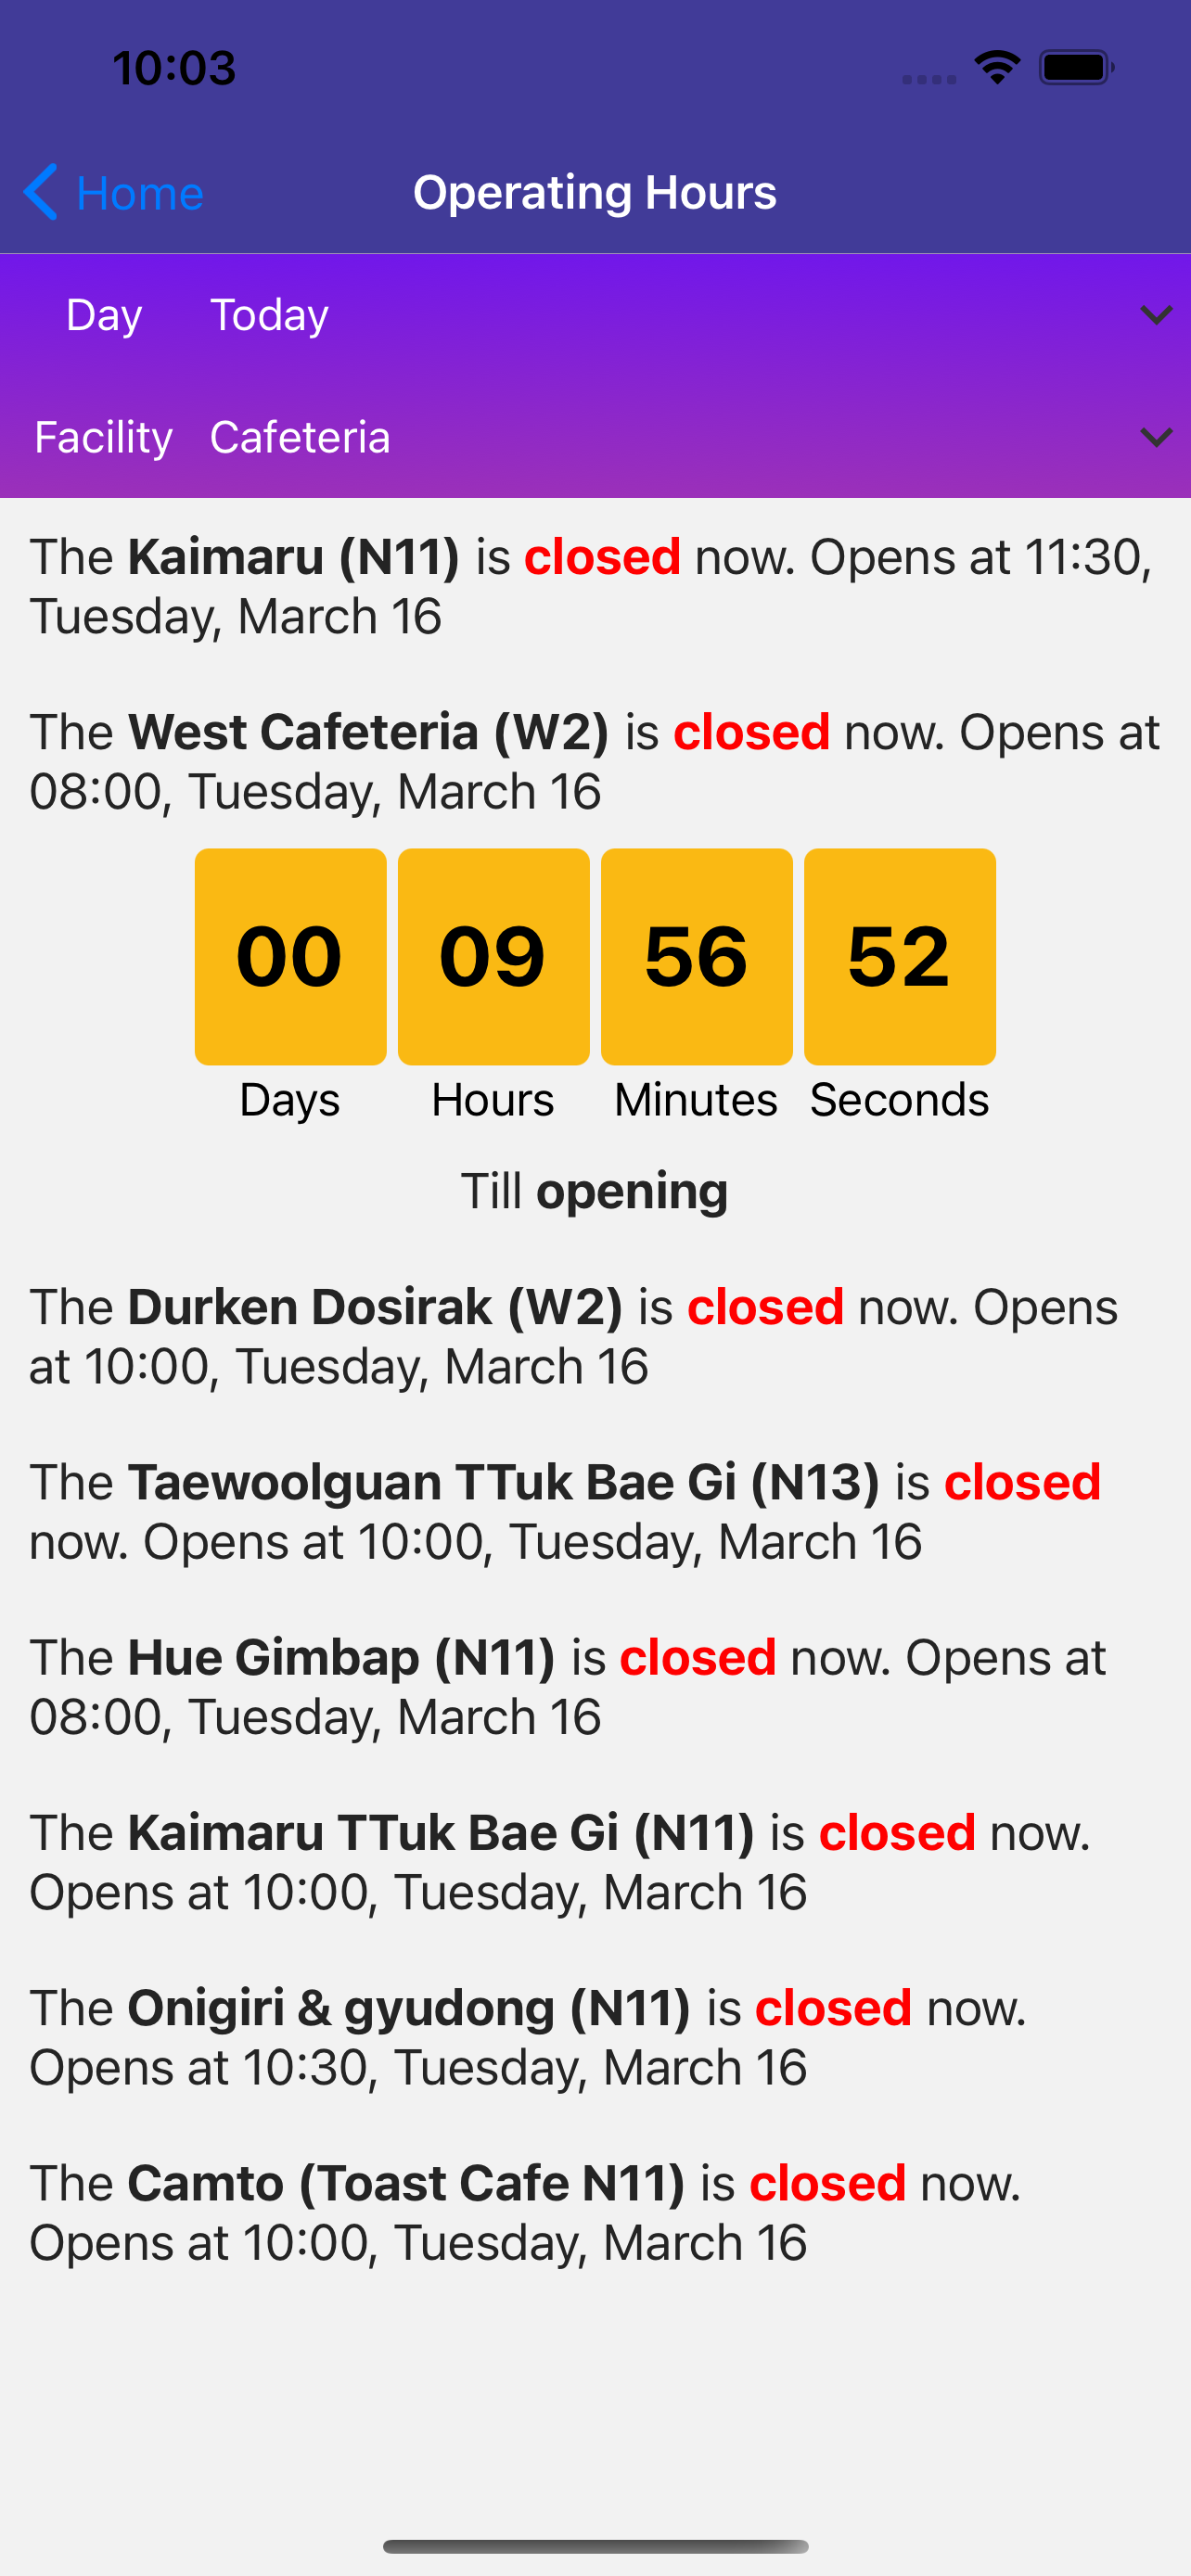 10:03
Home Operating Hours
Day Today
Facility Cafeteria
The Kaimaru (N11) is closed now. Opens at 11:30,
Tuesday, March 16
The West Cafeteria (W2) is closed now. Opens at
08:00, Tuesday, March 16
00 09 56 52
Days Hours Minutes Seconds
Till opening
The Durken Dosirak (W2) is closed now. Opens
at 10:00, Tuesday, March 16
The Taewoolguan TTuk Bae Gi (N13) is closed
now. Opens at 10:00, Tuesday, March 16
The Hue Gimbap (N11) is closed now. Opens at
08:00, Tuesday, March 16
The Kaimaru TTuk Bae Gi (N11) is closed now.
Opens at 10:00, Tuesday, March 16
The Onigiri & gyudong (N11) is closed now.
Opens at 10:30, Tuesday, March 16
The Camto (Toast Cafe N11) is closed now.
Opens at 10:00, Tuesday, March 16